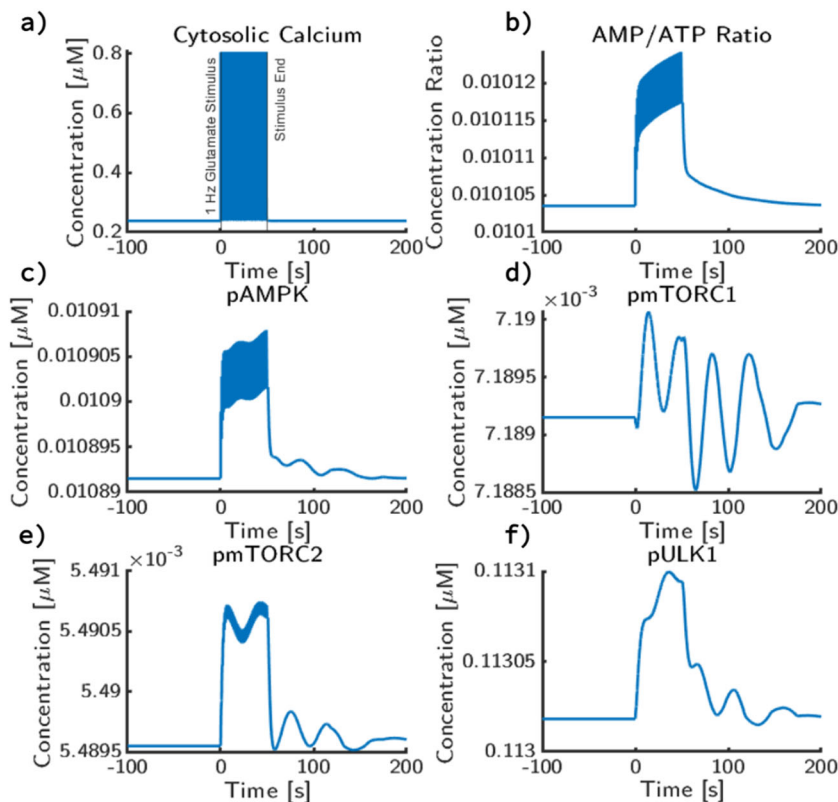 a)
Cytosolic Calcium
Concentration [μM]
0.8
0.6
0.4
0.2
1 Hz Glutamate Stimulus
Stimulus End
-100
0
100
200
Time [s]
b)
AMP/ATP Ratio
Concentration Ratio
0.01012
0.010115
0.01011
0.010105
0.0101
-100
0
100
200
Time [s]
c)
pAMPK
Concentration [μM]
0.01091
0.010905
0.0109
0.010895
0.01089
-100
0
100
200
Time [s]
d)
pmTORC1
×10⁻³
Concentration [μM]
7.19
7.1895
7.189
7.1885
-100
0
100
200
Time [s]
e)
pmTORC2
×10⁻³
Concentration [μM]
5.491
5.4905
5.49
5.4895
-100
0
100
200
Time [s]
f)
pULK1
Concentration [μM]
0.1131
0.11305
0.113
-100
0
100
200
Time [s]